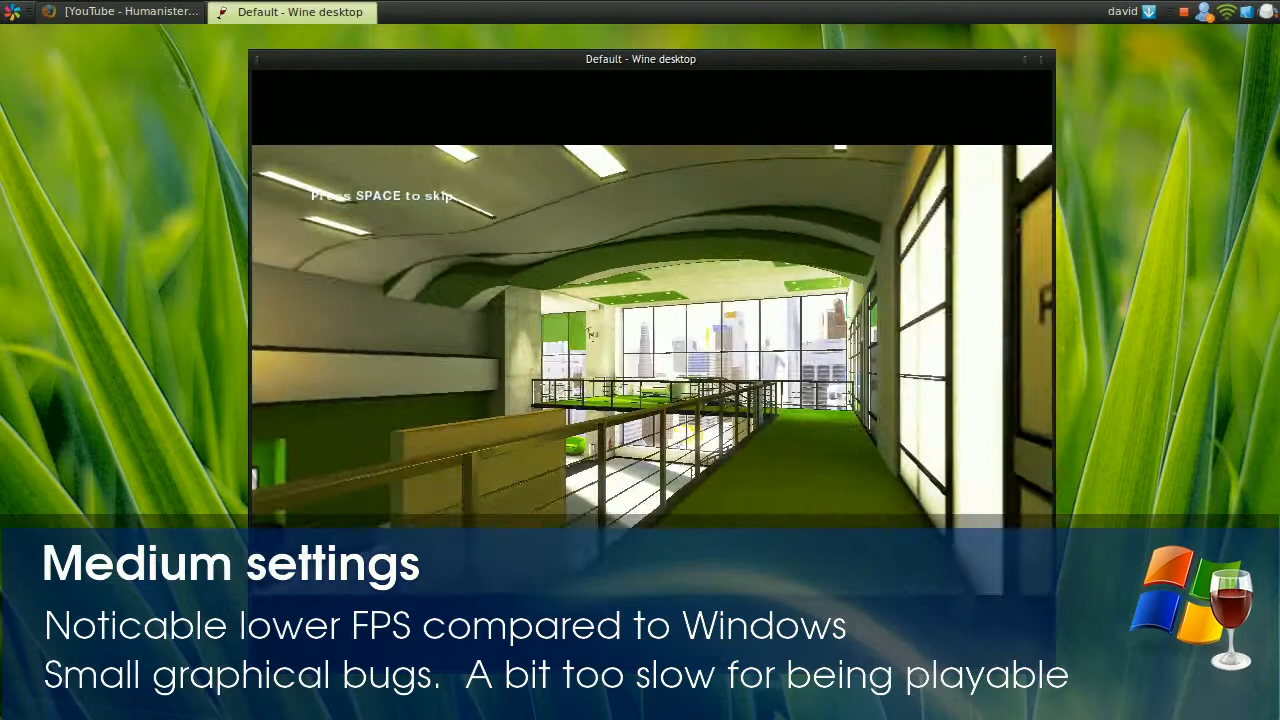 [YouTube - Humanister...
Default - Wine desktop
david
Default - Wine desktop
Press SPACE to skip.
Medium settings
Noticable lower FPS compared to Windows
Small graphical bugs. A bit too slow for being playable